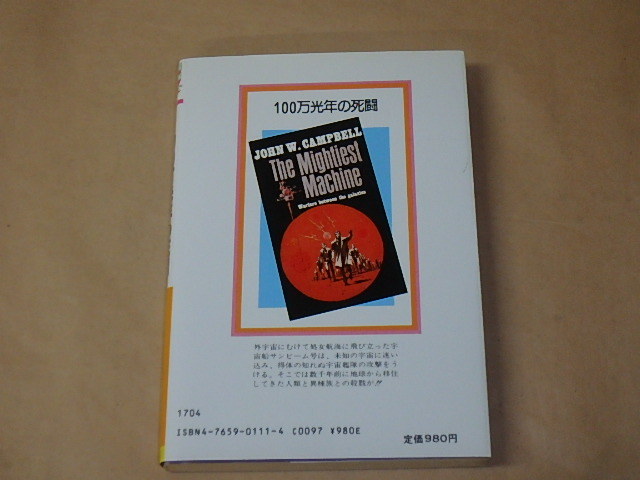 100万光年の死闘
JOHN W. CAMPBELL
The Mightiest
Machine
Warfare between the galaxies
外宇宙にむけて処女航海に飛び立った宇
宙船サンビーム号は、未知の宇宙に迷い
込み、得体の知れぬ宇宙艦隊の攻撃をう
ける。そこでは数千年前に地球から移住
してきた人類と異種族との殺戮が!!
1704
ISBN4-7659-0111-4 C0097 ¥980E
定価980円